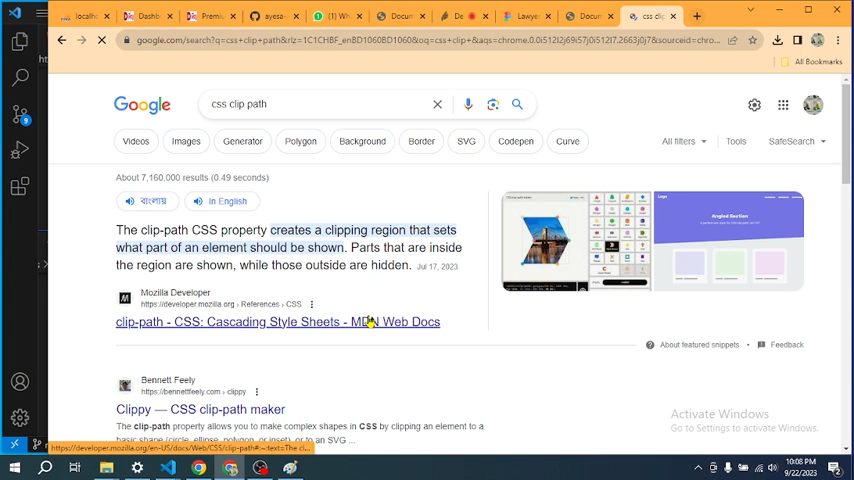 localho
Dashb
Premiu
ayesa-
(1) Wh
Docum
De
Lawye
Docum
css clip
google.com/search?q=css+clip+path&rlz=1C1CHBF_enBD1060BD1060&oq=css+clip+&aqs=chrome.0.0i512l2j69i57j0i512l7.2663j0j7&sourceid=chro...
All Bookmarks
Google
css clip path
Videos
Images
Generator
Polygon
Background
Border
SVG
Codepen
Curve
All filters
Tools
SafeSearch
About 7,160,000 results (0.49 seconds)
বাংলায়
In English
The clip-path CSS property creates a clipping region that sets
what part of an element should be shown. Parts that are inside
the region are shown, while those outside are hidden. Jul 17, 2023
Angled Section
Mozilla Developer
https://developer.mozilla.org › References › CSS
clip-path - CSS: Cascading Style Sheets - MDN Web Docs
About featured snippets
Feedback
Bennett Feely
https://bennettfeely.com › clippy
Clippy — CSS clip-path maker
The clip-path property allows you to make complex shapes in CSS by clipping an element to a
basic shape (circle, ellipse, polygon, or inset), or to an SVG ...
Activate Windows
Go to Settings to activate Windows.
https://developer.mozilla.org/en-US/docs/Web/CSS/clip-path#:~:text=The cl...
10:08 PM
9/22/2023